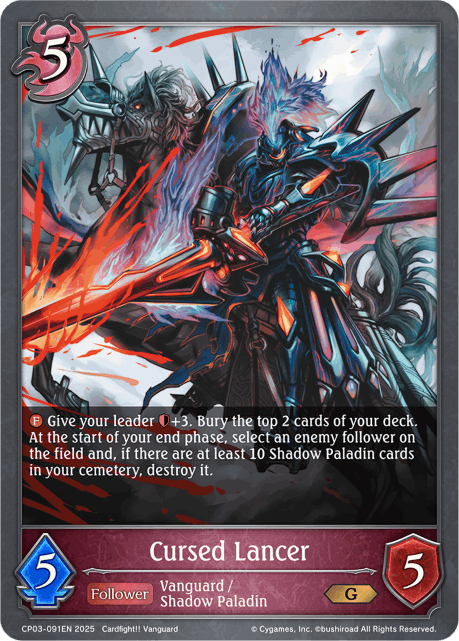 5
Give your leader +3. Bury the top 2 cards of your deck.
At the start of your end phase, select an enemy follower on
the field and, if there are at least 10 Shadow Paladin cards
in your cemetery, destroy it.
Cursed Lancer
5
Follower
Vanguard /
Shadow Paladin
G
5
CP03-091EN 2025 Cardfight!! Vanguard
© Cygames, Inc. ©bushiroad All Rights Reserved.